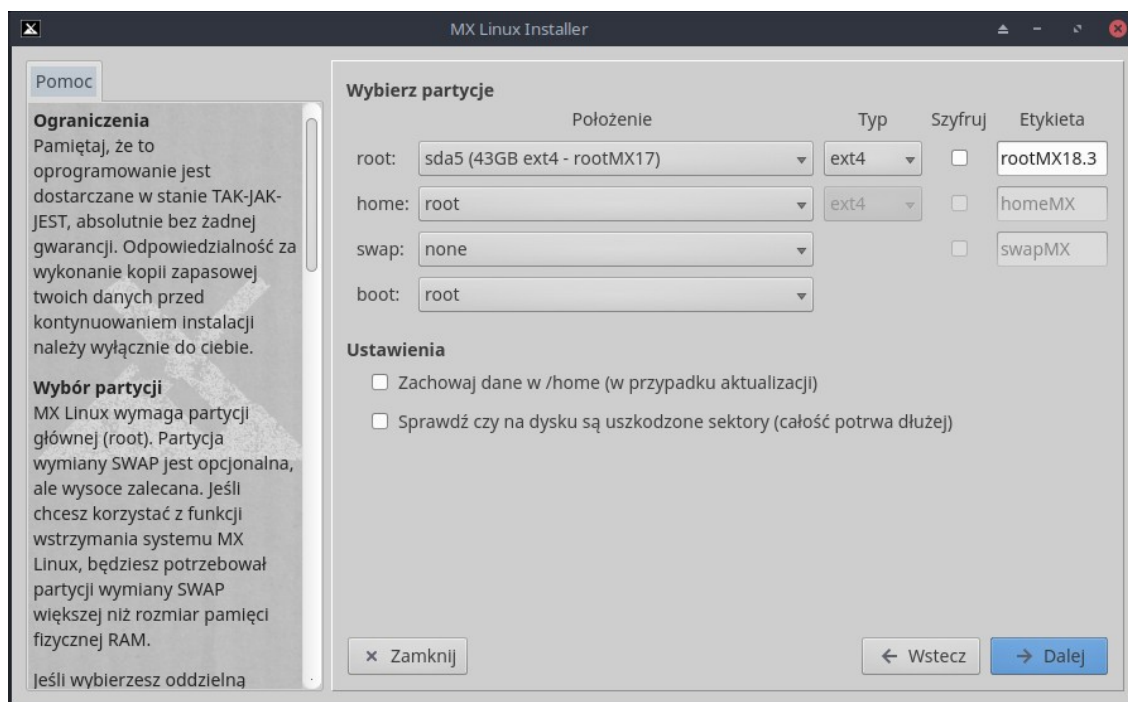 MX Linux Installer
Pomoc
Ograniczenia
Pamiętaj, że to
oprogramowanie jest
dostarczane w stanie TAK-JAK-
JEST, absolutnie bez żadnej
gwarancji. Odpowiedzialność za
wykonanie kopii zapasowej
twoich danych przed
kontynuowaniem instalacji
należy wyłącznie do ciebie.
Wybór partycji
MX Linux wymaga partycji
głównej (root). Partycja
wymiany SWAP jest opcjonalna,
ale wysoce zalecana. Jeśli
chcesz korzystać z funkcji
wstrzymania systemu MX
Linux, będziesz potrzebował
partycji wymiany SWAP
większej niż rozmiar pamięci
fizycznej RAM.
Jeśli wybierzesz oddzielną
Wybierz partycje
Położenie Typ Szyfruj Etykieta
root: sda5 (43GB ext4 - rootMX17) ext4 rootMX18.3
home: root ext4 homeMX
swap: none swapMX
boot: root
Ustawienia
Zachowaj dane w /home (w przypadku aktualizacji)
Sprawdź czy na dysku są uszkodzone sektory (całość potrwa dłużej)
Zamknij Wstecz Dalej